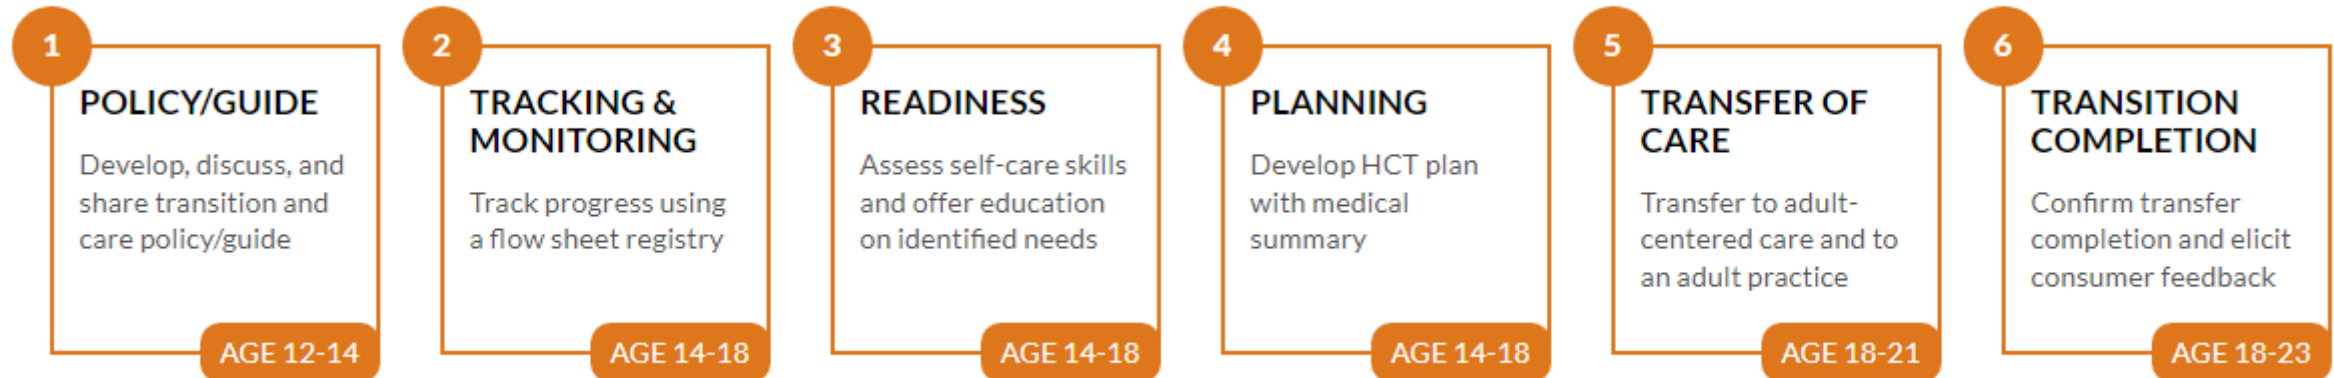 1
POLICY/GUIDE
Develop, discuss, and
share transition and
care policy/guide
AGE 12-14
2
TRACKING &
MONITORING
Track progress using
a flow sheet registry
AGE 14-18
3
READINESS
Assess self-care skills
and offer education
on identified needs
AGE 14-18
4
PLANNING
Develop HCT plan
with medical
summary
AGE 14-18
5
TRANSFER OF
CARE
Transfer to adult-
centered care and to
an adult practice
AGE 18-21
6
TRANSITION
COMPLETION
Confirm transfer
completion and elicit
consumer feedback
AGE 18-23